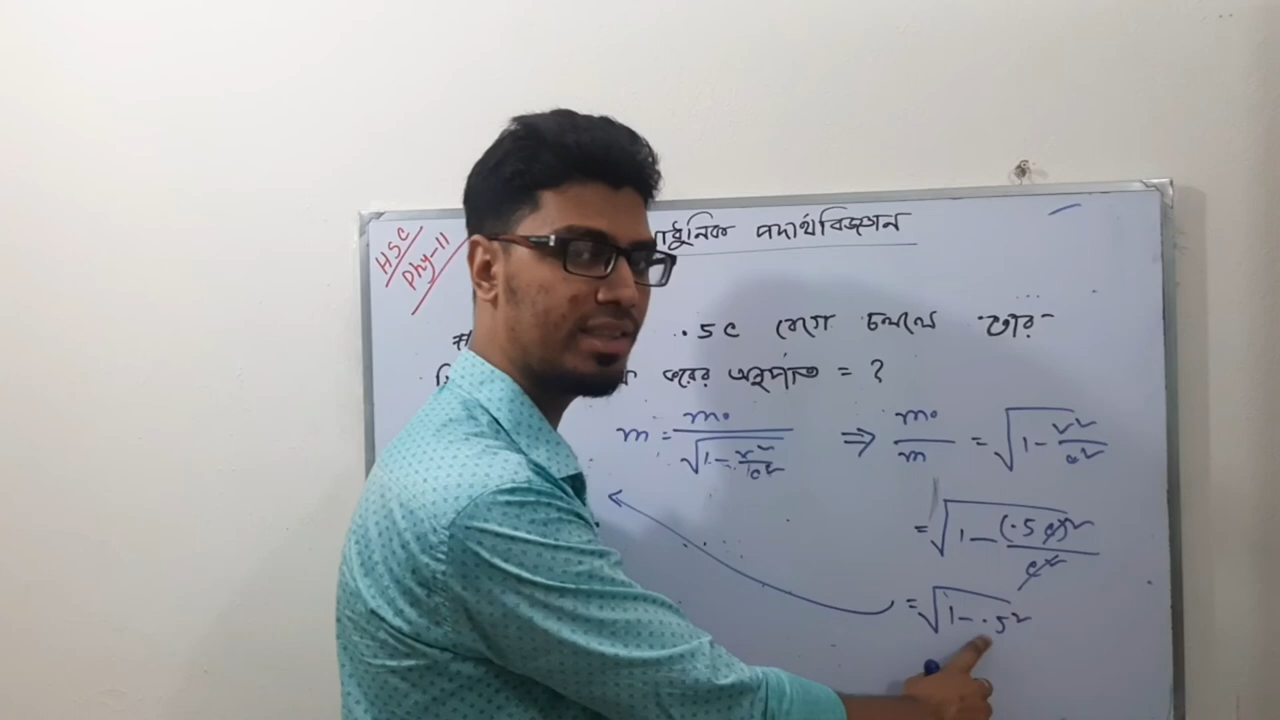 HSC
Phy-II
ধুনিক পদার্থবিজ্ঞান
# .5c বেগে চললে তার
ভরের অনুপাত = ?
m = m₀/√(1-v²/c²) ⇒ m₀/m = √(1-v²/c²)
= √(1-(.5c)²/c²)
= √(1-.5²)